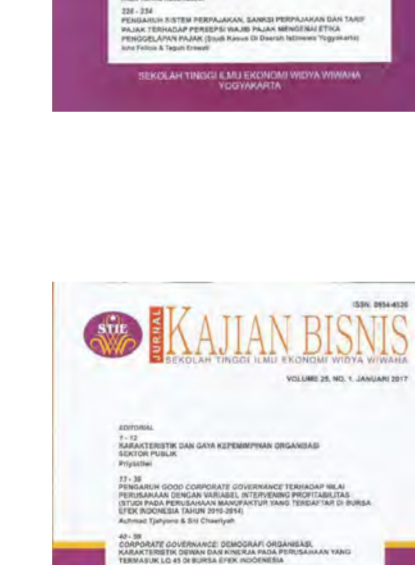 226 - 234
PENGARUH SISTEM PERPAJAKAN, SANKSI PERPAJAKAN DAN TARIF
PAJAK TERHADAP PERSEPSI WAJIB PAJAK MENGENAI ETIKA
PENGGELAPAN PAJAK (Studi Kasus Di Daerah Istimewa Yogyakarta)
& Teguh Erawati
SEKOLAH TINGGI ILMU EKONOMI WIDYA WIWAHA
YOGYAKARTA
ISSN. 0854-4530
STIE
JURNAL
KAJIAN BISNIS
SEKOLAH TINGGI ILMU EKONOMI WIDYA WIWAHA
VOLUME 25, NO. 1. JANUARI 2017
EDITORIAL
1 - 12
KARAKTERISTIK DAN GAYA KEPEMIMPINAN ORGANISASI
SEKTOR PUBLIK
Priyastiwi
13 - 38
PENGARUH GOOD CORPORATE GOVERNANCE TERHADAP NILAI
PERUSAHAAN DENGAN VARIABEL INTERVENING PROFITABILITAS
(STUDI PADA PERUSAHAAN MANUFAKTUR YANG TERDAFTAR DI BURSA
EFEK INDONESIA TAHUN 2010-2014)
Achmad Tjahjono & Siti Chaeriyah
CORPORATE GOVERNANCE: DEMOGRAFI ORGANISASI,
KARAKTERISTIK DEWAN DAN KINERJA PADA PERUSAHAAN YANG
TERMASUK LQ 45 DI BURSA EFEK INDONESIA